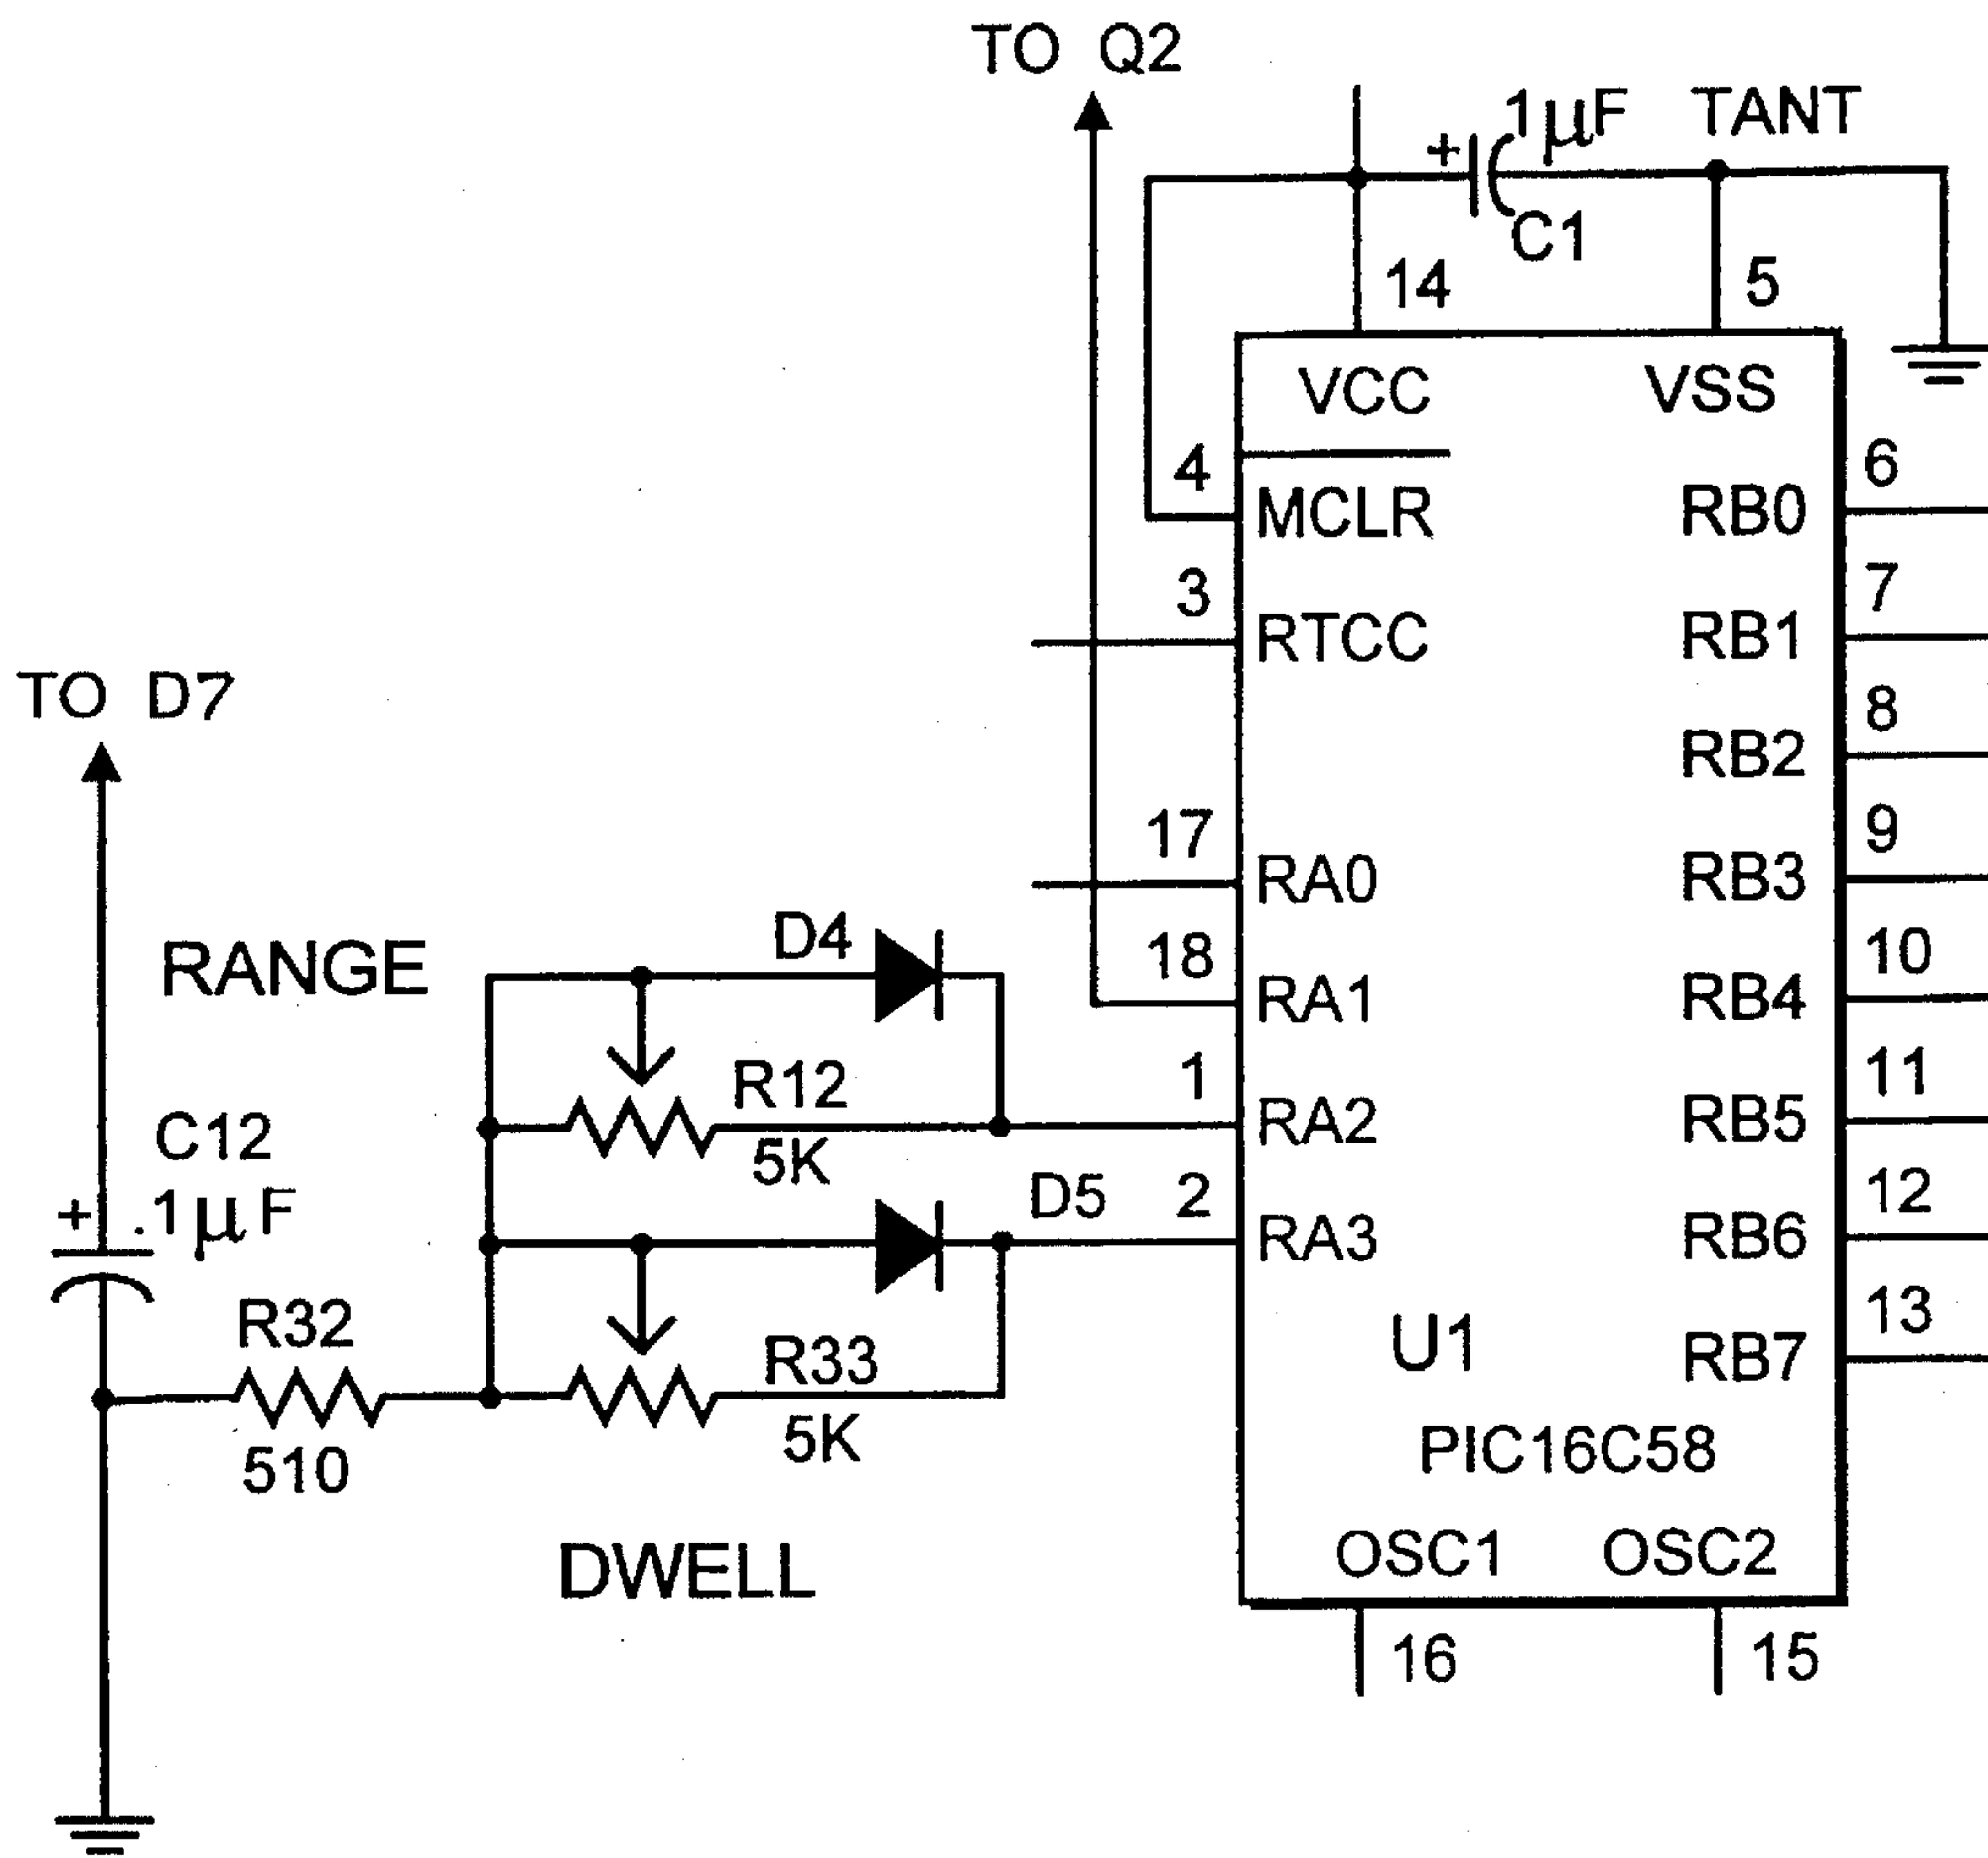 TO Q2
1µF TANT
+
C1
14
5
VCC
VSS
4
MCLR
RB0
6
3
RTCC
RB1
7
TO D7
RB2
8
17
RA0
RB3
9
RANGE
D4
18
RA1
RB4
10
R12
5K
1
RA2
RB5
11
C12
+ .1µF
D5
2
RA3
RB6
12
R32
510
R33
5K
U1
RB7
13
PIC16C58
DWELL
OSC1
OSC2
16
15